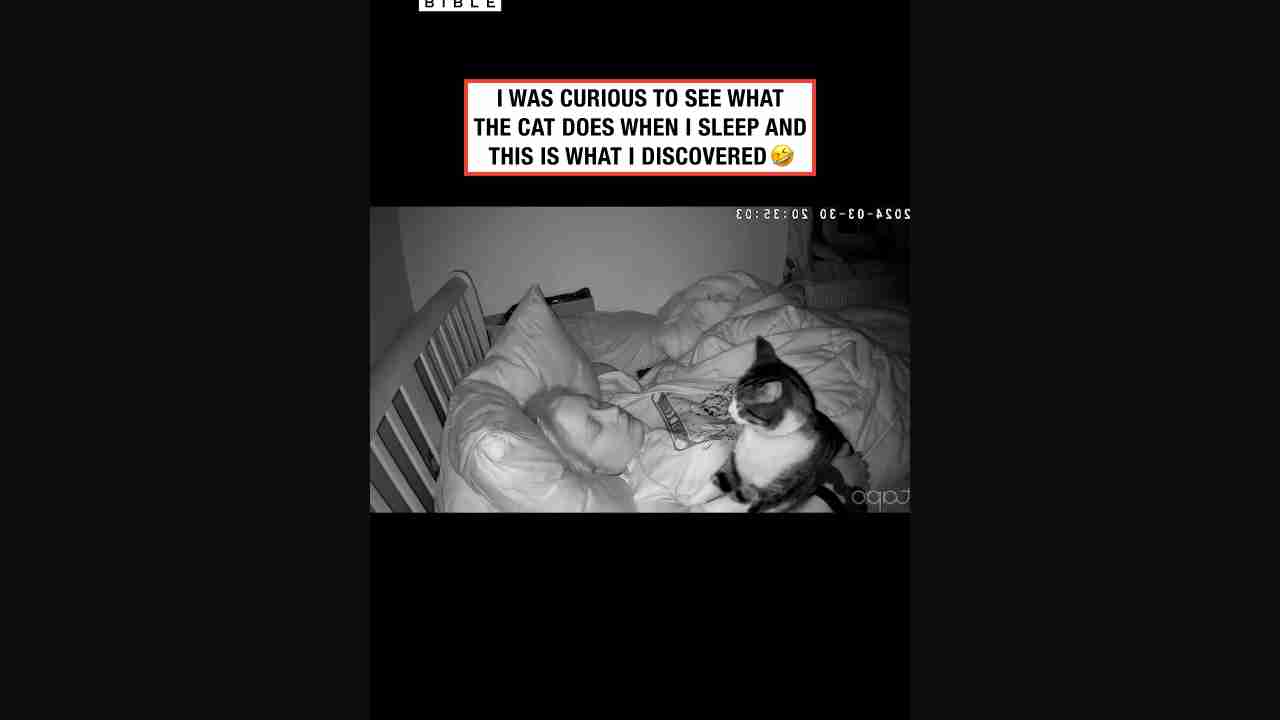 BIBLE
I WAS CURIOUS TO SEE WHAT
THE CAT DOES WHEN I SLEEP AND
THIS IS WHAT I DISCOVERED🤣
2024-03-30 20:35:03
tapo